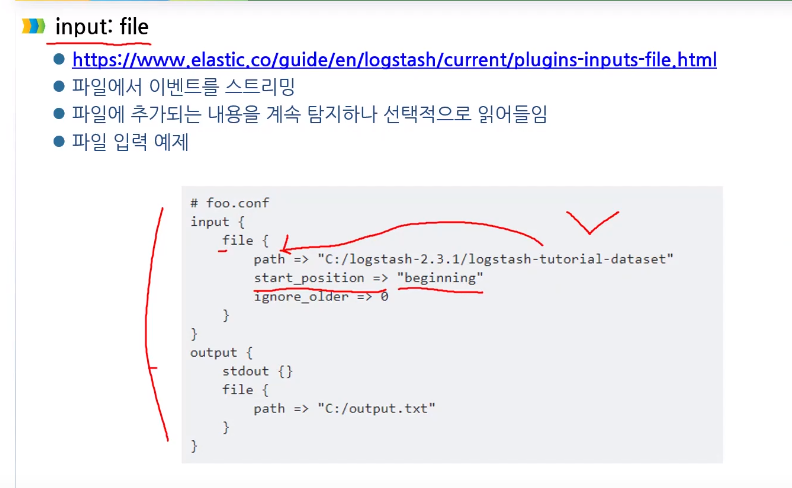 input: file
https://www.elastic.co/guide/en/logstash/current/plugins-inputs-file.html
파일에서 이벤트를 스트리밍
파일에 추가되는 내용을 계속 탐지하나 선택적으로 읽어들임
파일 입력 예제
# foo.conf
input {
file {
path => "C:/logstash-2.3.1/logstash-tutorial-dataset"
start_position => "beginning"
ignore_older => 0
}
}
output {
stdout {}
file {
path => "C:/output.txt"
}
}